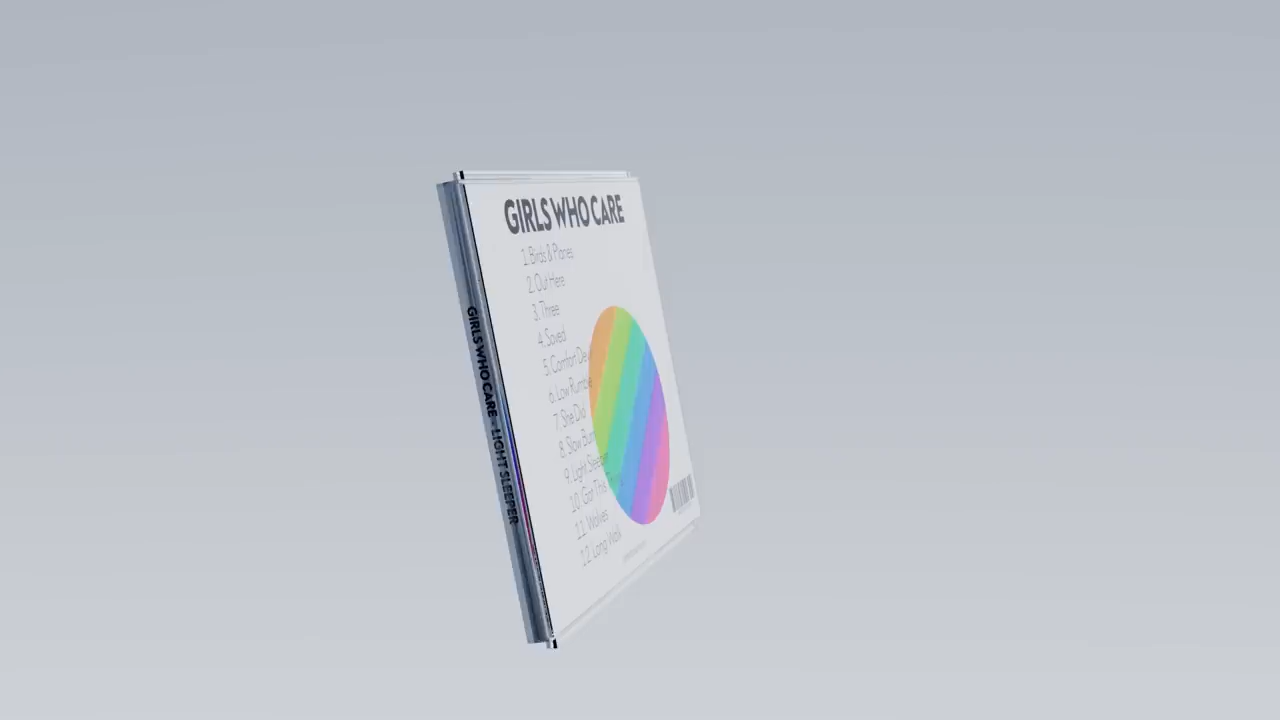 GIRLS WHO CARE
1. Birds & Planes
2. Out Here
3. Three
4. Saved
5. Comfort
6. Low Rumble
7. She Did
8. Slow Burn
9. Light Sleeper
10. Got This
11. Wolves
12. Long Walk
GIRLS WHO CARE - LIGHT SLEEPER